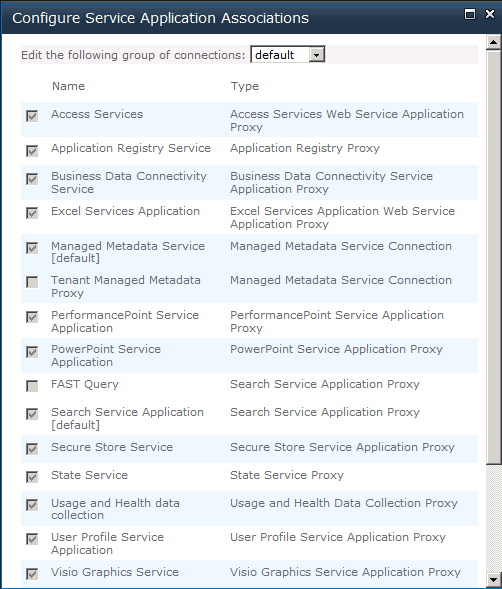 Configure Service Application Associations
Edit the following group of connections: default
Name Type
Access Services Access Services Web Service Application
Proxy
Application Registry Service Application Registry Proxy
Business Data Connectivity Business Data Connectivity Service
Service Application Proxy
Excel Services Application Excel Services Application Web Service
Application Proxy
Managed Metadata Service Managed Metadata Service Connection
[default]
Tenant Managed Metadata Managed Metadata Service Connection
Proxy
PerformancePoint Service PerformancePoint Service Application
Application Proxy
PowerPoint Service PowerPoint Service Application Proxy
Application
FAST Query Search Service Application Proxy
Search Service Application Search Service Application Proxy
[default]
Secure Store Service Secure Store Service Application Proxy
State Service State Service Proxy
Usage and Health data Usage and Health Data Collection Proxy
collection
User Profile Service User Profile Service Application Proxy
Application
Visio Graphics Service Visio Graphics Service Application Proxy